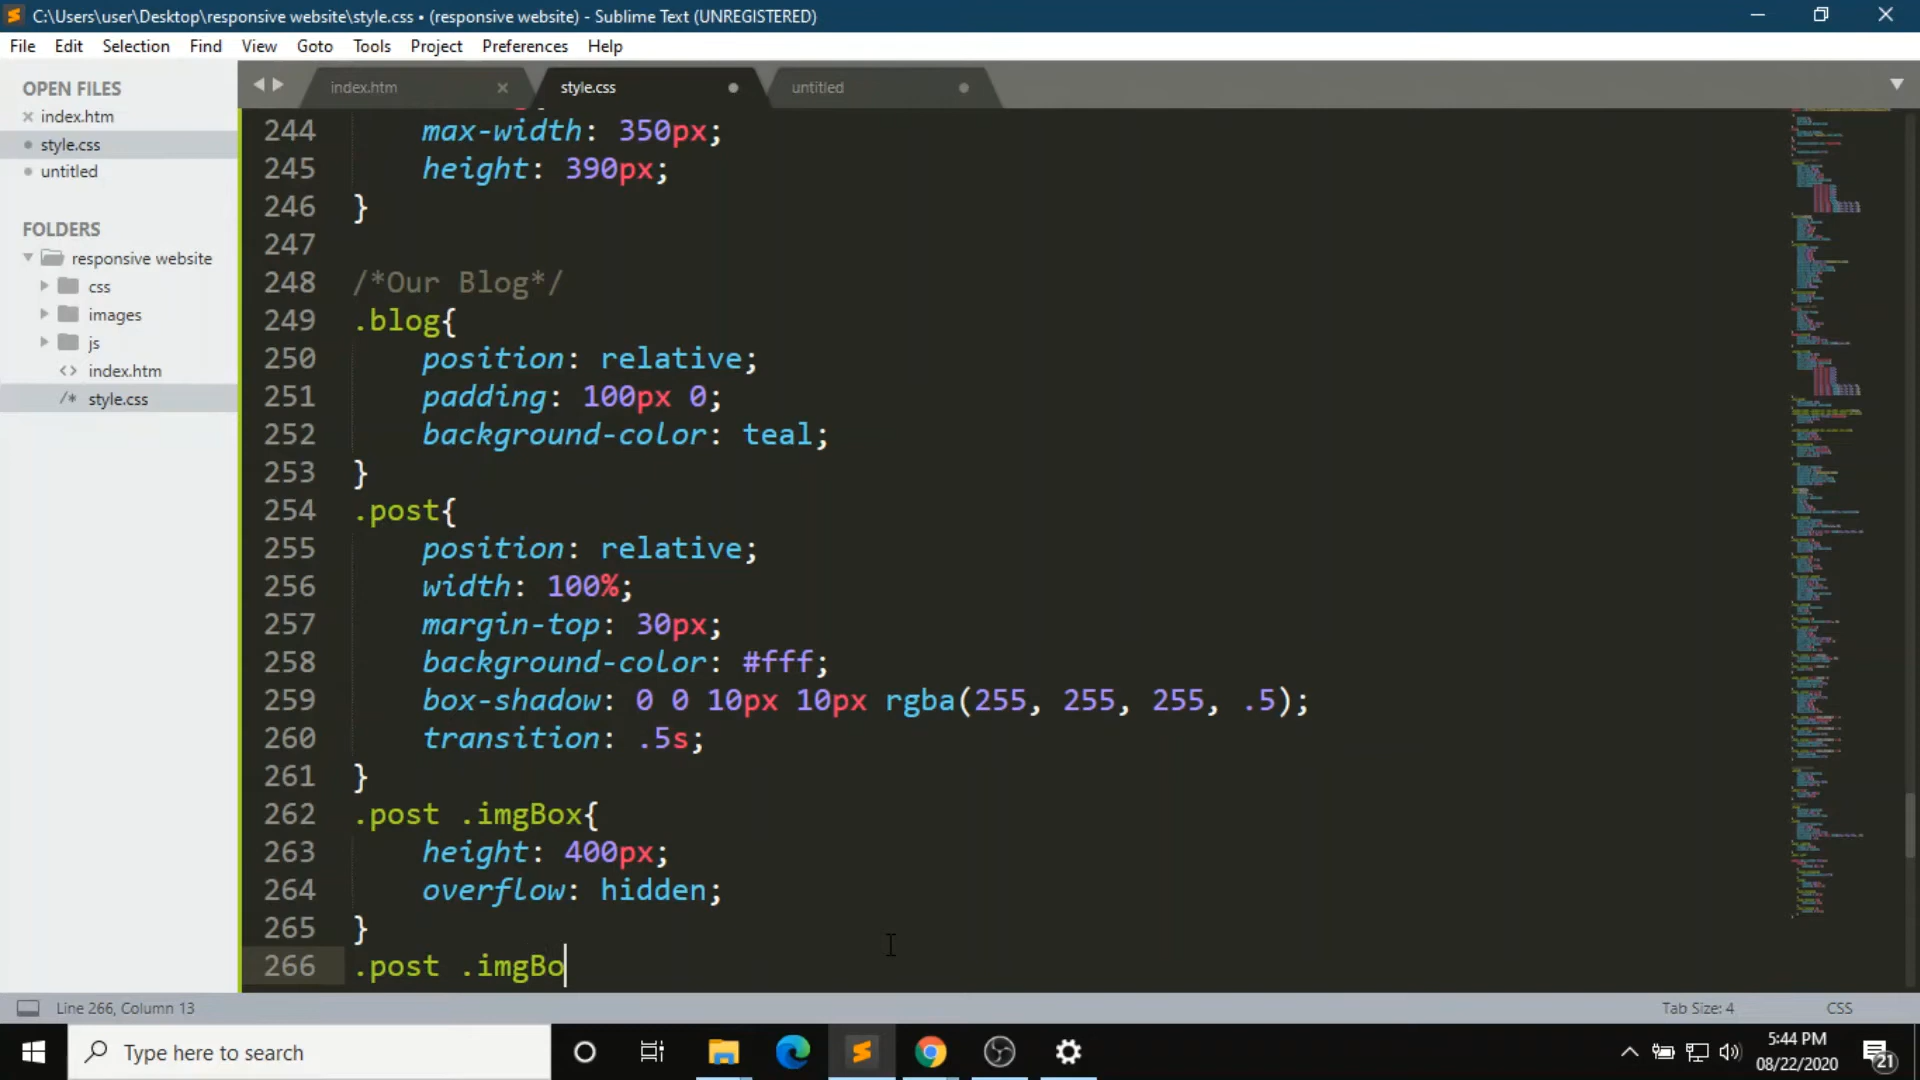 C:\Users\user\Desktop\responsive website\style.css • (responsive website) - Sublime Text (UNREGISTERED)
File Edit Selection Find View Goto Tools Project Preferences Help
OPEN FILES
index.htm
style.css
untitled
FOLDERS
responsive website
css
images
js
<> index.htm
/* style.css
index.htm style.css untitled
244 max-width: 350px;
245 height: 390px;
246 }
247
248 /*Our Blog*/
249 .blog{
250 position: relative;
251 padding: 100px 0;
252 background-color: teal;
253 }
254 .post{
255 position: relative;
256 width: 100%;
257 margin-top: 30px;
258 background-color: #fff;
259 box-shadow: 0 0 10px 10px rgba(255, 255, 255, .5);
260 transition: .5s;
261 }
262 .post .imgBox{
263 height: 400px;
264 overflow: hidden;
265 }
266 .post .imgBo
Line 266, Column 13
Tab Size: 4 CSS
Type here to search
5:44 PM
08/22/2020
21